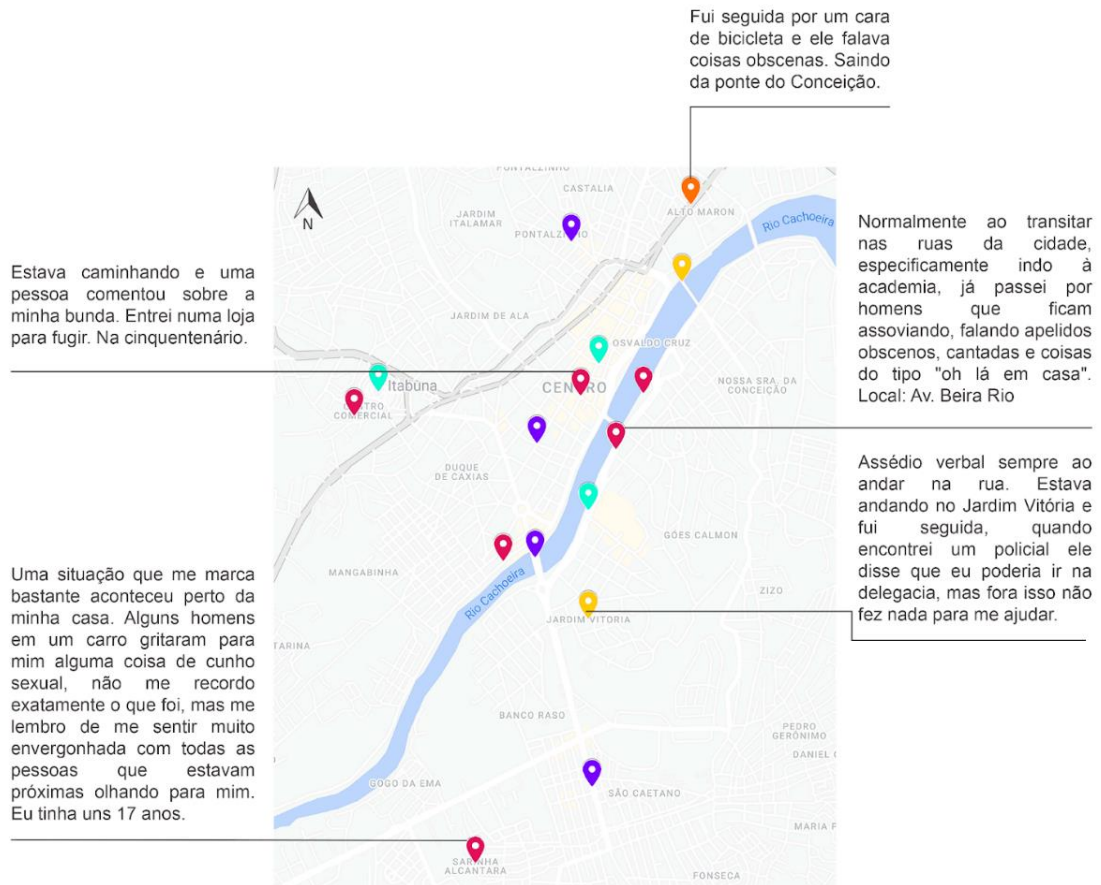 Fui seguida por um cara
de bicicleta e ele falava
coisas obscenas. Saindo
da ponte do Conceição.
Estava caminhando e uma
pessoa comentou sobre a
minha bunda. Entrei numa loja
para fugir. Na cinquentenário.
Uma situação que me marca
bastante aconteceu perto da
minha casa. Alguns homens
em um carro gritaram para
mim alguma coisa de cunho
sexual, não me recordo
exatamente o que foi, mas me
lembro de me sentir muito
envergonhada com todas as
pessoas que estavam
próximas olhando para mim.
Eu tinha uns 17 anos.
N
PONTALZINHO
CASTALIA
JARDIM
ITALAMAR
ALTO MARON
PONTALZINHO
Rio Cachoeira
JARDIM DE ALA
OSVALDO CRUZ
Itabuna
CENTRO
NOSSA SRA. DA
CONCEIÇÃO
COMERCIAL
DUQUE
DE CAXIAS
GÓES CALMON
MANGABINHA
Rio Cachoeira
ZIZO
JARDIM VITORIA
TARINA
BANCO RASO
PEDRO
GERÔNIMO
DANIEL
GOGO DA EMA
SÃO CAETANO
MARIA
SARINHA
ALCANTARA
FONSECA
Normalmente ao transitar
nas ruas da cidade,
especificamente indo à
academia, já passei por
homens que ficam
assoviando, falando apelidos
obscenos, cantadas e coisas
do tipo "oh lá em casa".
Local: Av. Beira Rio
Assédio verbal sempre ao
andar na rua. Estava
andando no Jardim Vitória e
fui seguida, quando
encontrei um policial ele
disse que eu poderia ir na
delegacia, mas fora isso não
fez nada para me ajudar.